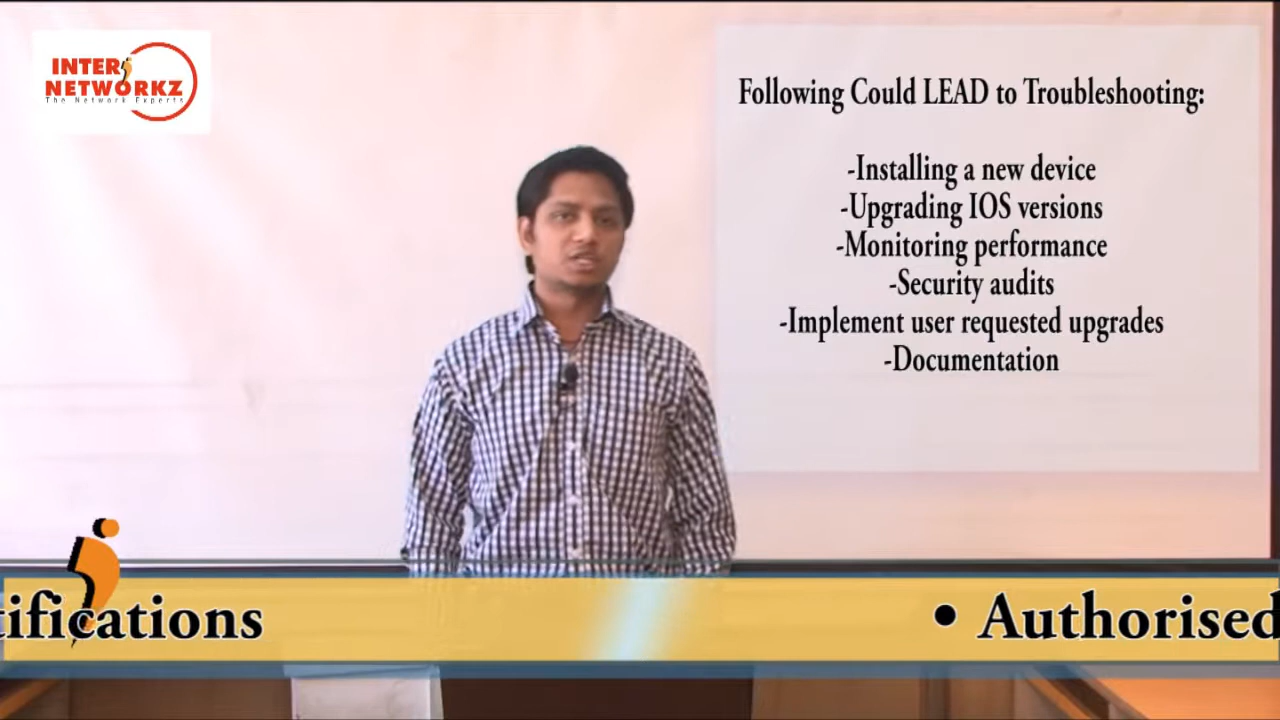 INTER
NETWORKZ
The Network Experts
Following Could LEAD to Troubleshooting:
-Installing a new device
-Upgrading IOS versions
-Monitoring performance
-Security audits
-Implement user requested upgrades
-Documentation
tifications
• Authorised